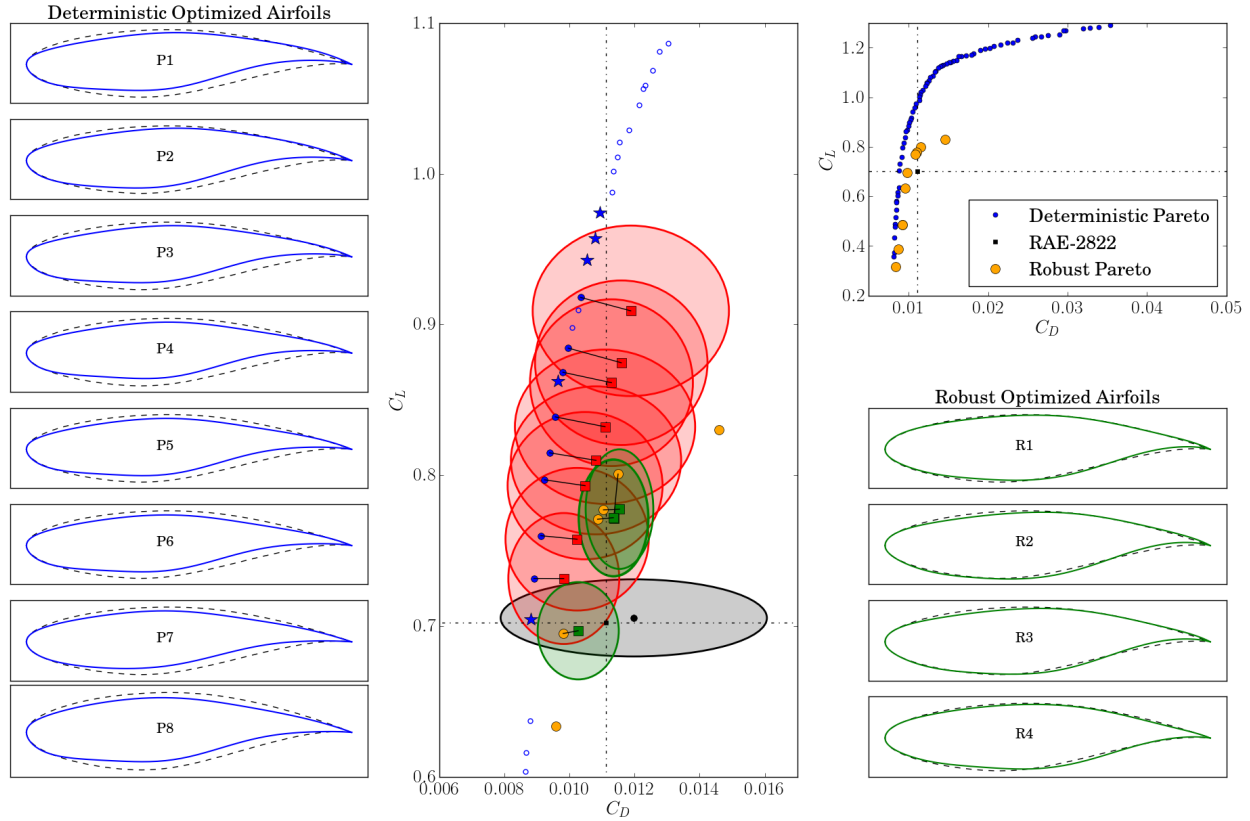 Deterministic Optimized Airfoils
P1
P2
P3
P4
P5
P6
P7
P8
1.1
1.0
0.9
0.8
0.7
0.6
C_L
0.006
0.008
0.010
0.012
0.014
0.016
C_D
1.2
1.0
0.8
0.6
0.4
0.2
C_L
Deterministic Pareto
RAE-2822
Robust Pareto
0.01
0.02
0.03
0.04
0.05
C_D
Robust Optimized Airfoils
R1
R2
R3
R4